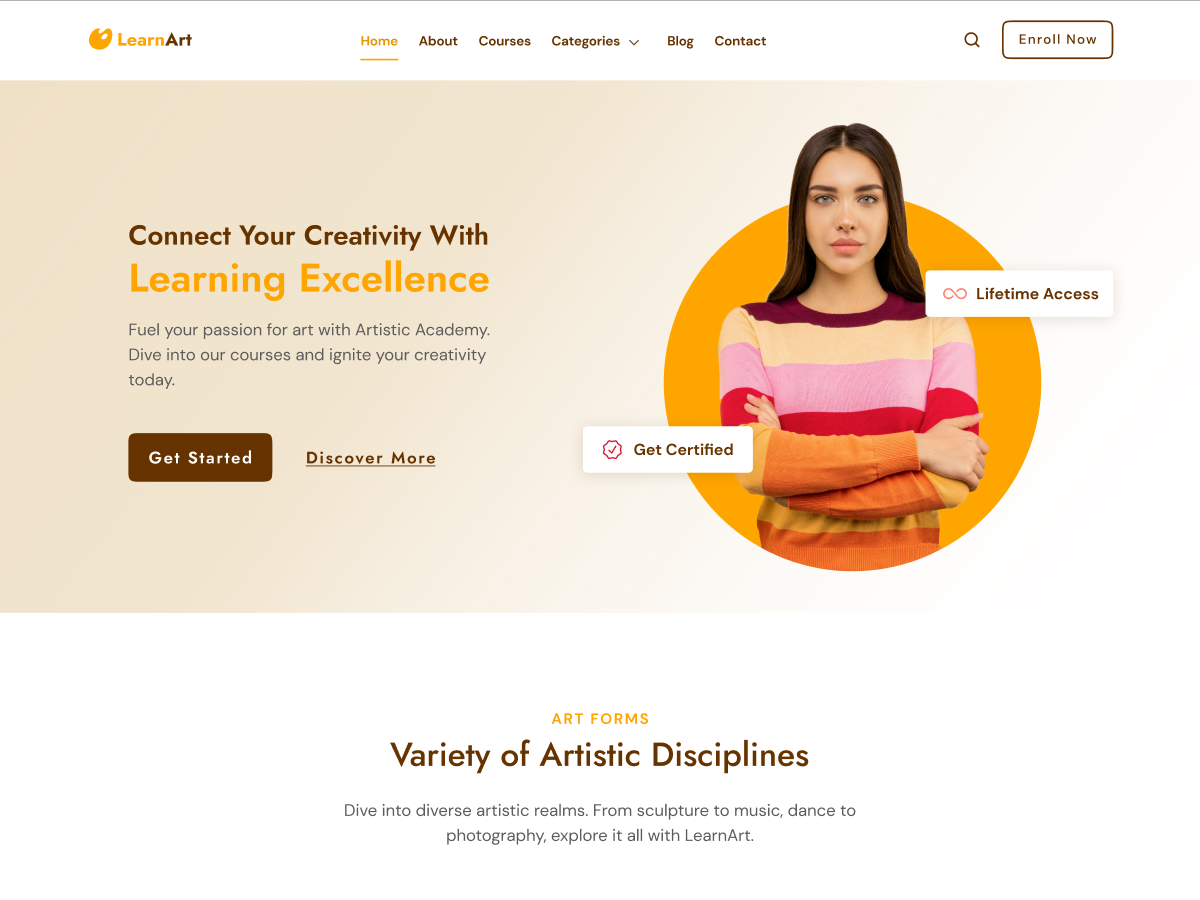 LearnArt
Home
About
Courses
Categories
Blog
Contact
Enroll Now
Connect Your Creativity With
Learning Excellence
Fuel your passion for art with Artistic Academy.
Dive into our courses and ignite your creativity
today.
Get Started
Discover More
Lifetime Access
Get Certified
ART FORMS
Variety of Artistic Disciplines
Dive into diverse artistic realms. From sculpture to music, dance to
photography, explore it all with LearnArt.